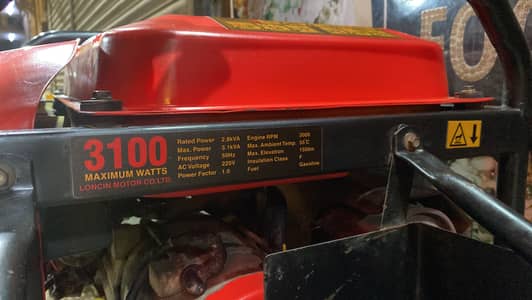 3100
MAXIMUM WATTS
LONCIN MOTOR CO.LTD.
Rated Power 2.8kVA
Max. Power 3.1kVA
Frequency 50Hz
AC Voltage 220V
Power Factor 1.0
Engine RPM 3000
Max. Ambient Temp.
Max. Elevation 1500m
Insulation Class F
Fuel Gasoline